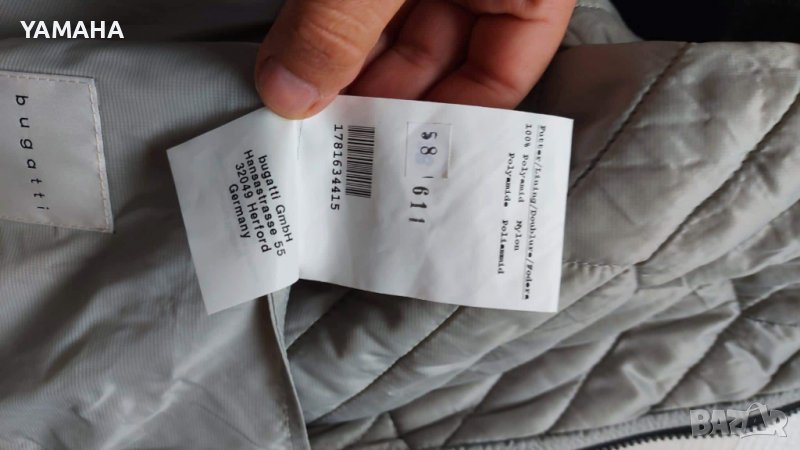 YAMAHA
bugatti
bugatti GmbH
Hansastrasse 55
32049 Herford
Germany
1781634415
611
Futter/Lining/Doublure/Fodera
100% Polyamid Nylon
Polyamide Poliammid
BAZAR